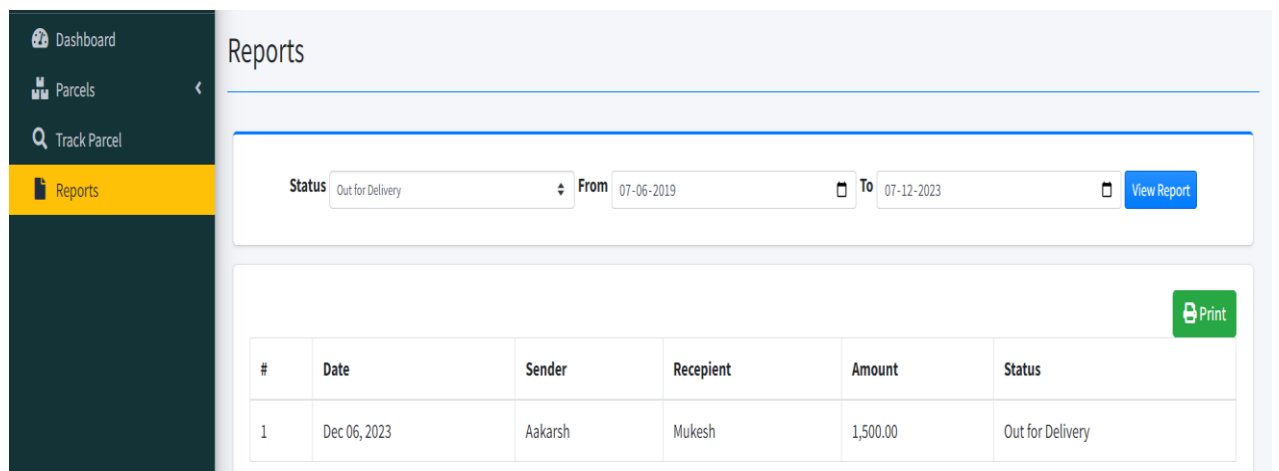 Dashboard
Parcels
Track Parcel
Reports
Reports
Status Out for Delivery From 07-06-2019 To 07-12-2023 View Report
Print
# Date Sender Recepient Amount Status
1 Dec 06, 2023 Aakarsh Mukesh 1,500.00 Out for Delivery